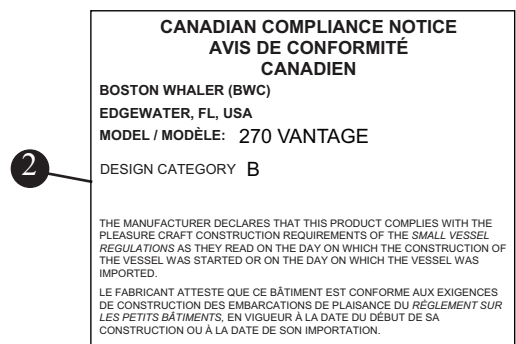 CANADIAN COMPLIANCE NOTICE
AVIS DE CONFORMITÉ
CANADIEN
BOSTON WHALER (BWC)
EDGEWATER, FL, USA
MODEL / MODÈLE: 270 VANTAGE
2
DESIGN CATEGORY B
THE MANUFACTURER DECLARES THAT THIS PRODUCT COMPLIES WITH THE
PLEASURE CRAFT CONSTRUCTION REQUIREMENTS OF THE SMALL VESSEL
REGULATIONS AS THEY READ ON THE DAY ON WHICH THE CONSTRUCTION OF
THE VESSEL WAS STARTED OR ON THE DAY ON WHICH THE VESSEL WAS
IMPORTED.
LE FABRICANT ATTESTE QUE CE BÂTIMENT EST CONFORME AUX EXIGENCES
DE CONSTRUCTION DES EMBARCATIONS DE PLAISANCE DU RÈGLEMENT SUR
LES PETITS BÂTIMENTS, EN VIGUEUR À LA DATE DU DÉBUT DE SA
CONSTRUCTION OU À LA DATE DE SON IMPORTATION.